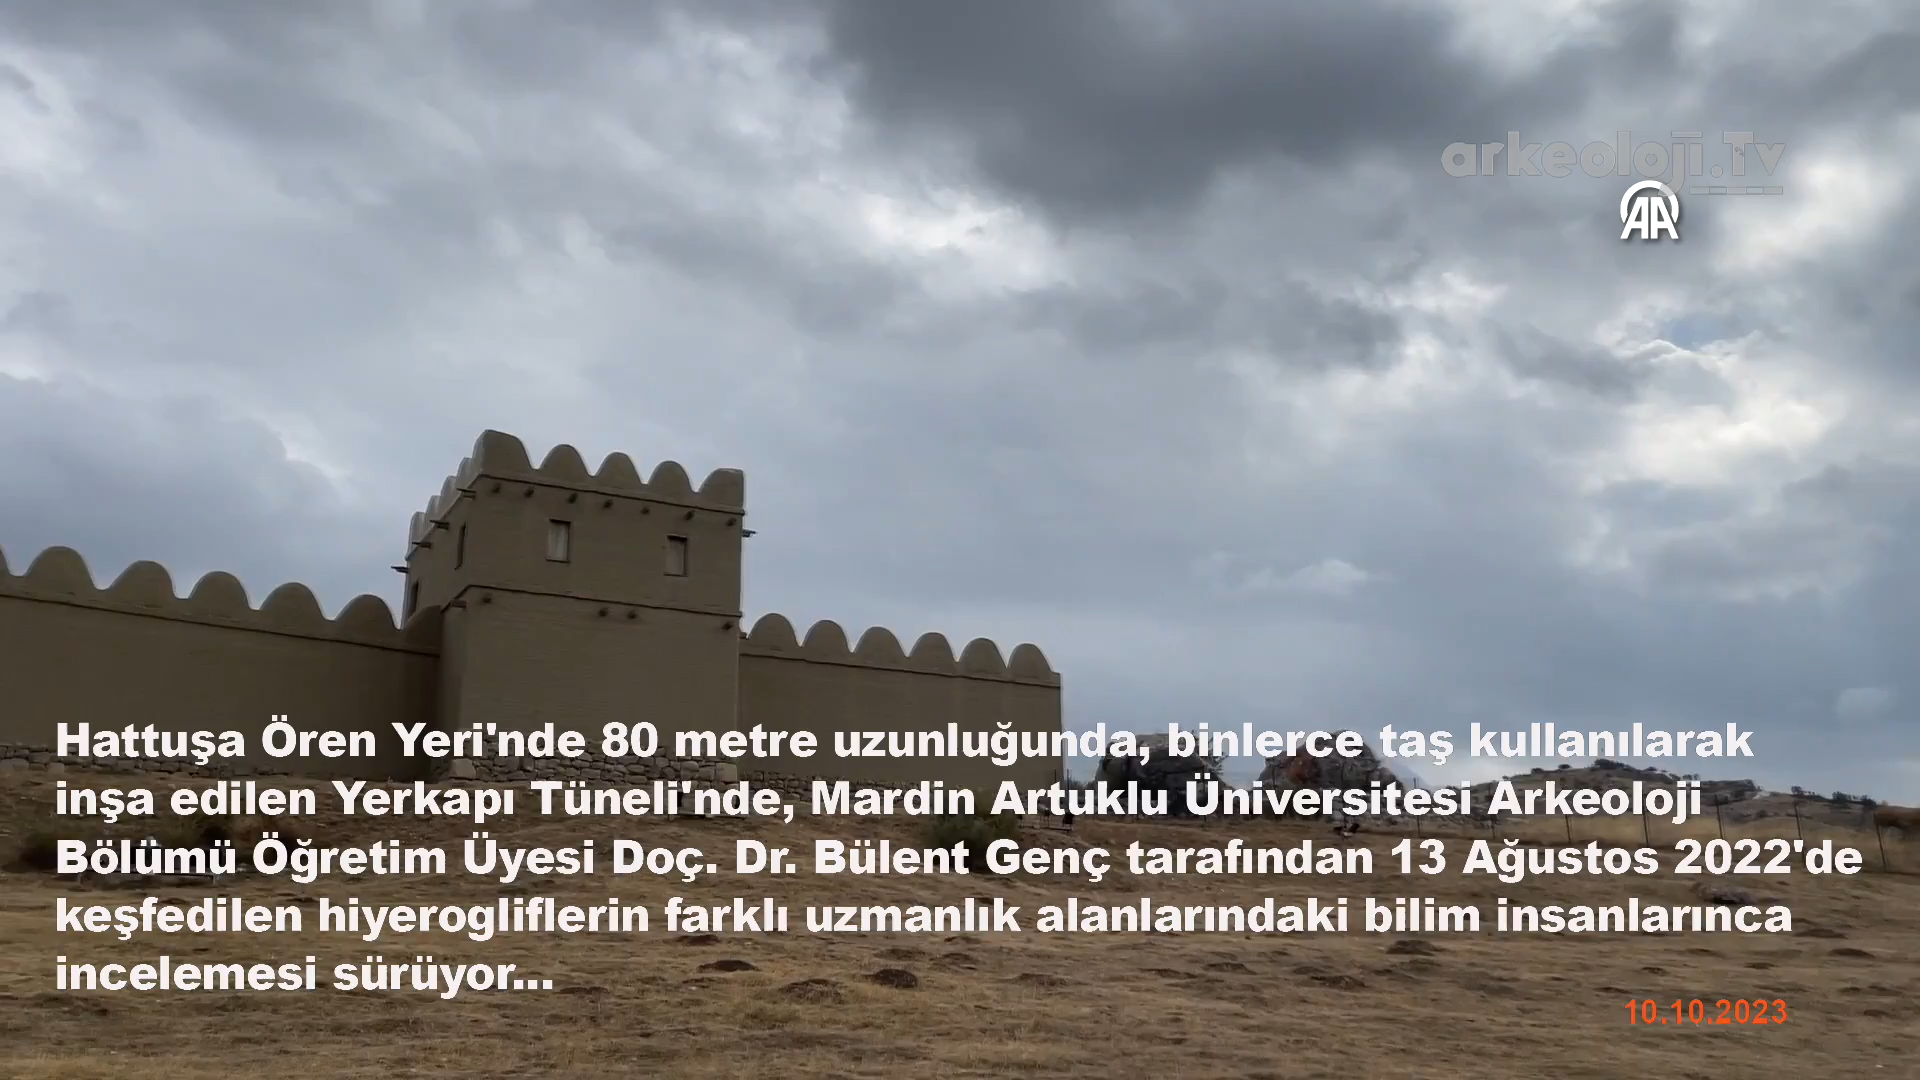 arkeoloji.Tv
AA
Hattuşa Ören Yeri'nde 80 metre uzunluğunda, binlerce taş kullanılarak
inşa edilen Yerkapı Tüneli'nde, Mardin Artuklu Üniversitesi Arkeoloji
Bölümü Öğretim Üyesi Doç. Dr. Bülent Genç tarafından 13 Ağustos 2022'de
keşfedilen hiyerogliflerin farklı uzmanlık alanlarındaki bilim insanlarınca
incelemesi sürüyor...
10.10.2023